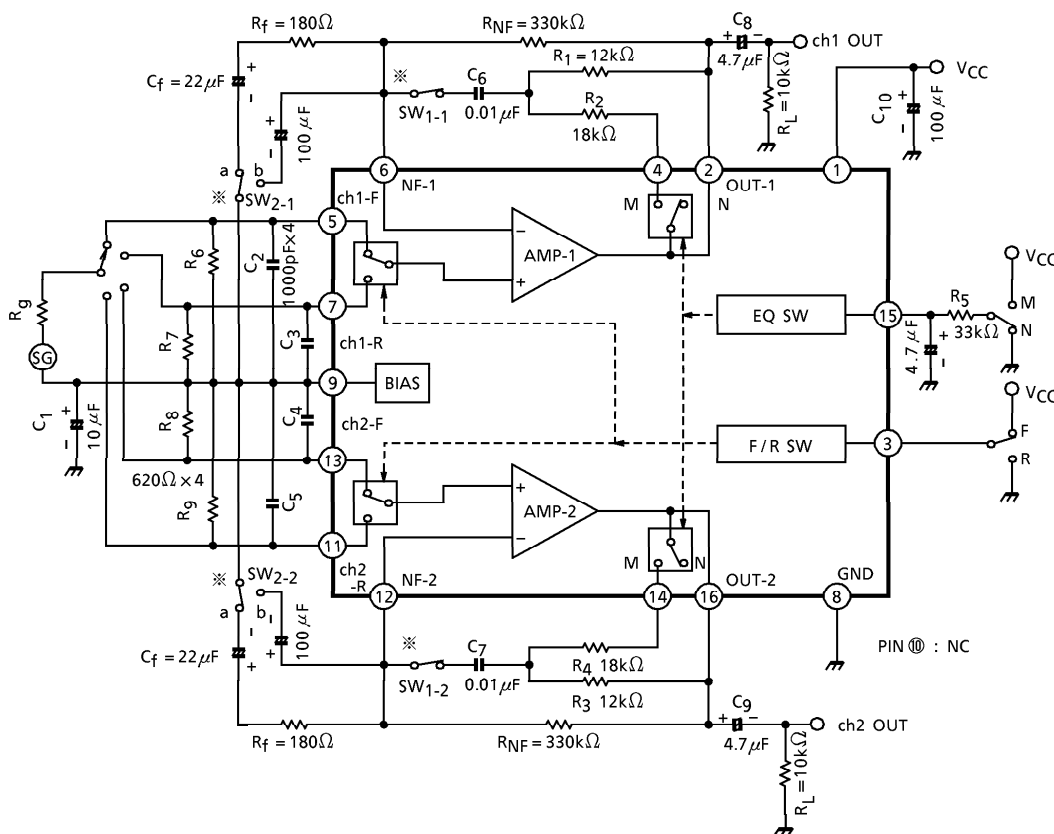 Rf = 180Ω
RNF = 330kΩ
C8
+ −
4.7μF
ch1 OUT
R1 = 12kΩ
Cf = 22μF
+
−
※
C6
SW1-1
0.01μF
R2
18kΩ
RL = 10kΩ
VCC
C10
+
−
100μF
+
−
100μF
a
b
※
SW2-1
6
NF-1
4
2
OUT-1
1
ch1-F
5
M
N
−
AMP-1
+
R6
C2
1000pF×4
Rg
SG
R7
C3
7
ch1-R
EQ SW
15
R5
33kΩ
4.7μF
+
−
VCC
M
N
9
BIAS
C1
+
−
10μF
R8
C4
ch2-F
VCC
F/R SW
3
F
R
13
620Ω×4
R9
C5
+
AMP-2
−
11
ch2
-R
M
N
※
SW2-2
a
b
−
+
100μF
12
NF-2
14
16
OUT-2
8
GND
−
Cf = 22μF
+
※
SW1-2
C7
0.01μF
R4 18kΩ
R3 12kΩ
PIN ⑩ : NC
Rf = 180Ω
RNF = 330kΩ
C9
+ −
4.7μF
ch2 OUT
RL = 10kΩ